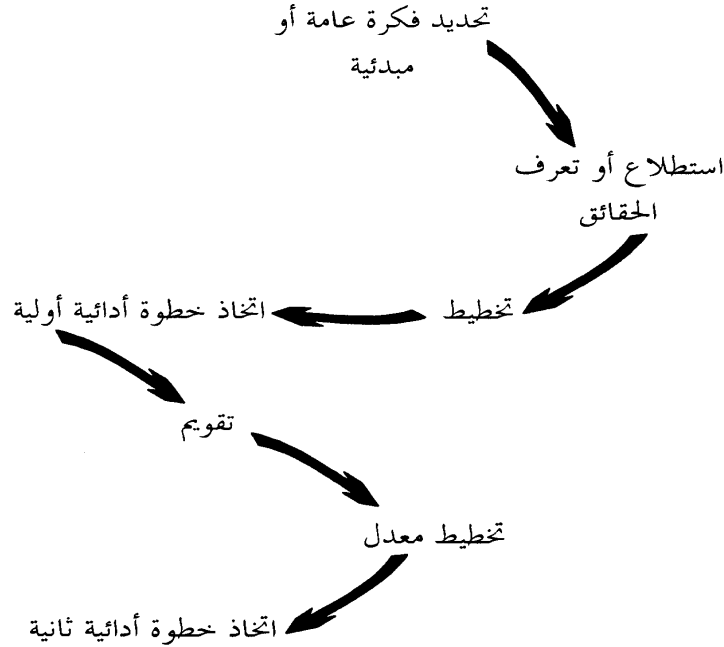 تحديد فكرة عامة أو
مبدئية
استطلاع أو تعرف
الحقائق
تخطيط
اتخاذ خطوة أدائية أولية
تقويم
تخطيط معدل
اتخاذ خطوة أدائية ثانية